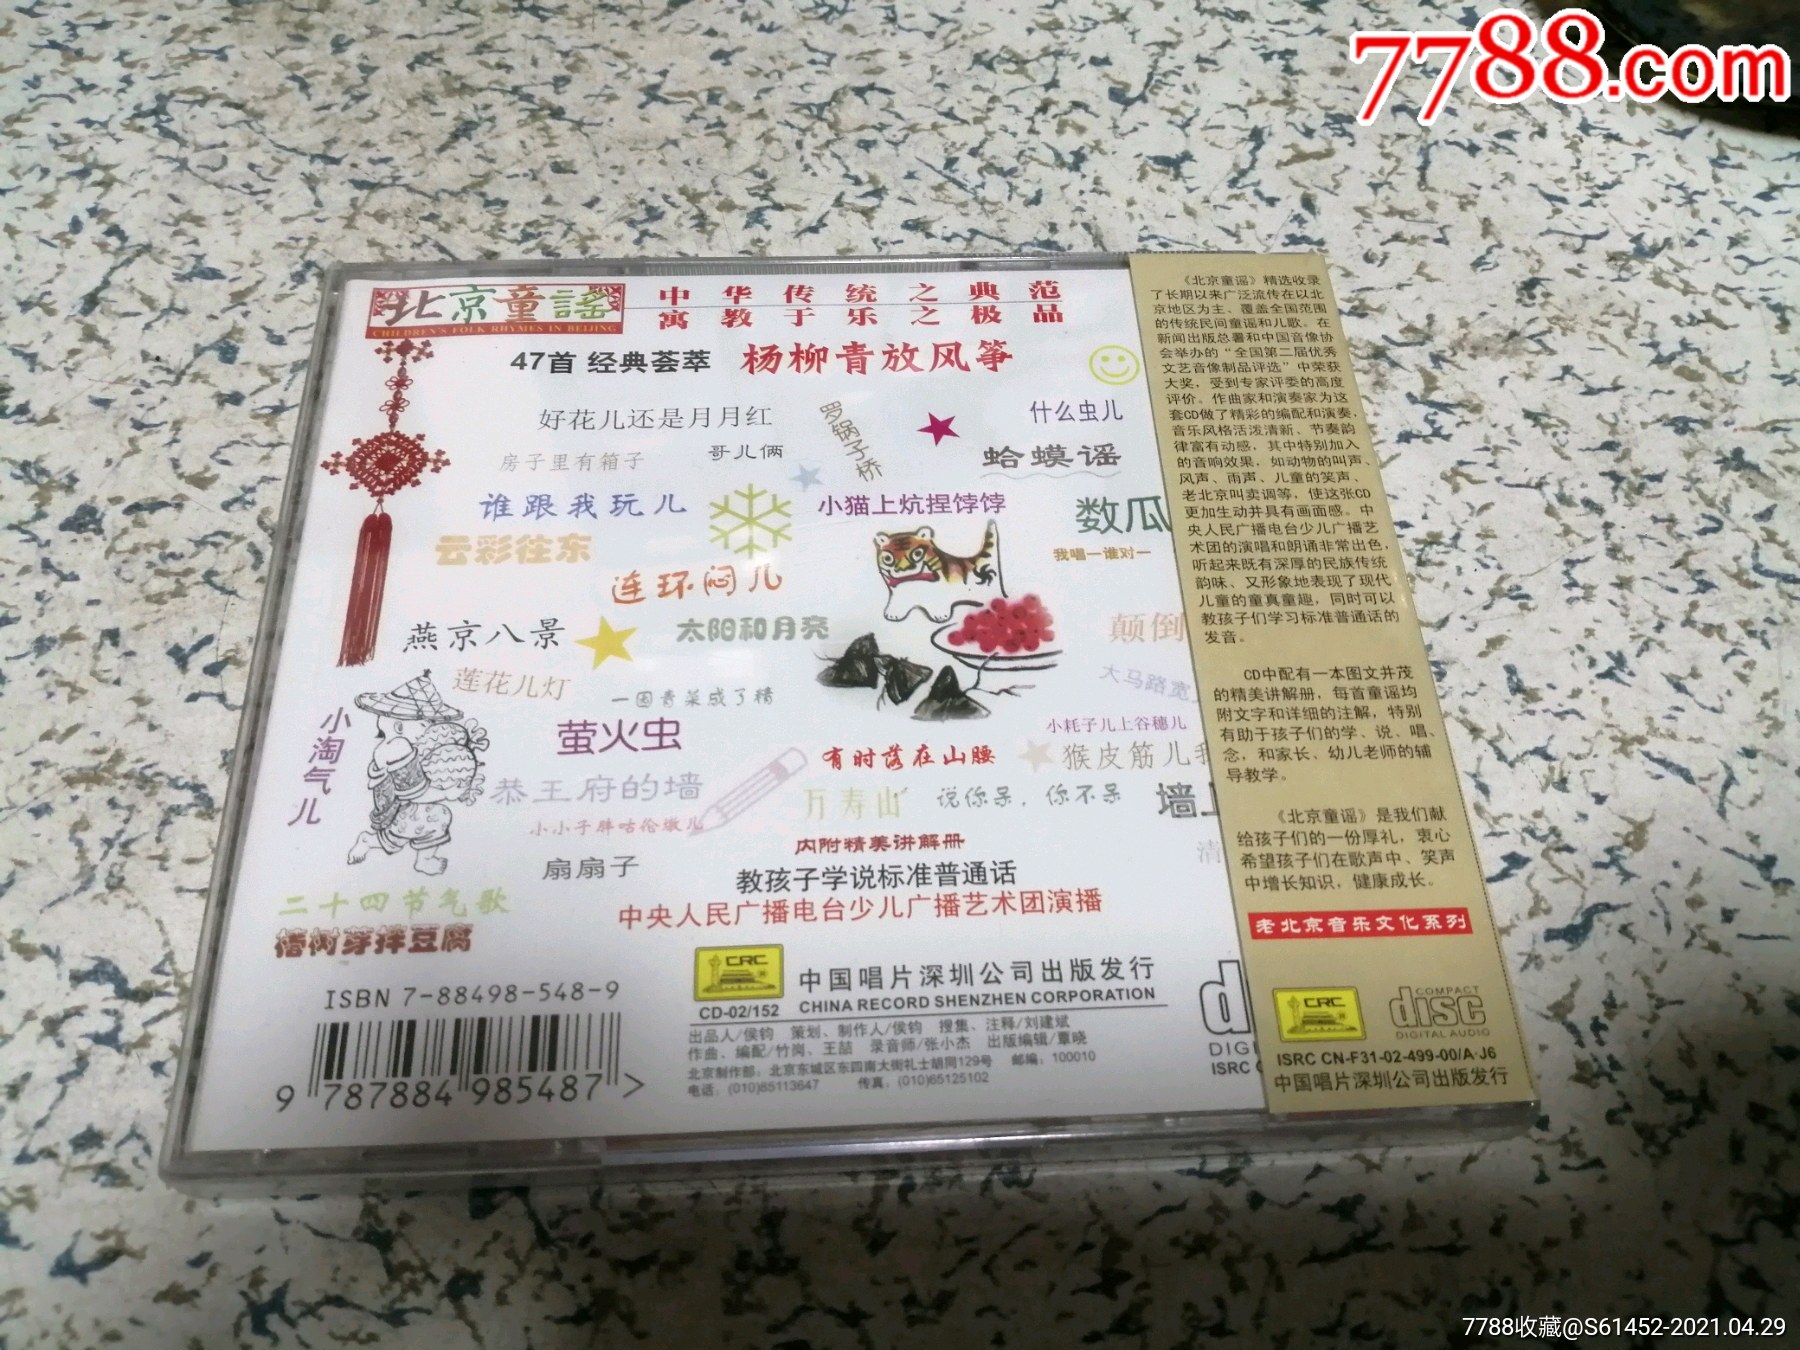 7788.com
北京童謡
CHILDREN'S FOLK RHYMES IN BEIJING
中华传统之典范
寓教于乐之极品
47首 经典荟萃 杨柳青放风筝
好花儿还是月月红
罗锅子桥
什么虫儿
房子里有箱子
哥儿俩
蛤蟆谣
谁跟我玩儿
小猫上炕捏饽饽
数瓜
云彩往东
我唱一谁对一
连环闷儿
燕京八景
太阳和月亮
颠倒
莲花儿灯
一园青菜成了精
大马路宽
小淘气儿
萤火虫
小耗子儿上谷穗儿
有时落在山腰
猴皮筋儿我
恭王府的墙
万寿山
说你呆，你不呆
墙上
小小子胖咕伦墩儿
内附精美讲解册
清
扇扇子
教孩子学说标准普通话
二十四节气歌
中央人民广播电台少儿广播艺术团演播
椿树芽拌豆腐
ISBN 7-88498-548-9
9 787884 985487 >
CRC
CD-02/152
中国唱片深圳公司出版发行
CHINA RECORD SHENZHEN CORPORATION
出品人/侯钧 策划、制作人/侯钧 搜集、注释/刘建斌
作曲、编配/竹岗、王喆 录音师/张小杰 出版编辑/覃晓
北京制作部：北京东城区东四南大街礼士胡同129号 邮编：100010
电话：(010)85113647 传真：(010)65125102
d
DIGI
ISRC C
《北京童谣》精选收录
了长期以来广泛流传在以北
京地区为主、覆盖全国范围
的传统民间童谣和儿歌。在
新闻出版总署和中国音像协
会举办的“全国第二届优秀
文艺音像制品评选”中荣获
大奖，受到专家评委的高度
评价。作曲家和演奏家为这
套CD做了精彩的编配和演奏，
音乐风格活泼清新、节奏韵
律富有动感，其中特别加入
的音响效果，如动物的叫声、
风声、雨声、儿童的笑声、
老北京叫卖调等，使这张CD
更加生动并具有画面感。中
央人民广播电台少儿广播艺
术团的演唱和朗诵非常出色，
听起来既有深厚的民族传统
韵味、又形象地表现了现代
儿童的童真童趣，同时可以
教孩子们学习标准普通话的
发音。
CD中配有一本图文并茂
的精美讲解册，每首童谣均
附文字和详细的注解，特别
有助于孩子们的学、说、唱、
念，和家长、幼儿老师的辅
导教学。
《北京童谣》是我们献
给孩子们的一份厚礼，衷心
希望孩子们在歌声中、笑声
中增长知识，健康成长。
老北京音乐文化系列
CRC
COMPACT
disc
DIGITAL AUDIO
ISRC CN-F31-02-499-00/A·J6
中国唱片深圳公司出版发行
7788收藏@S61452-2021.04.29